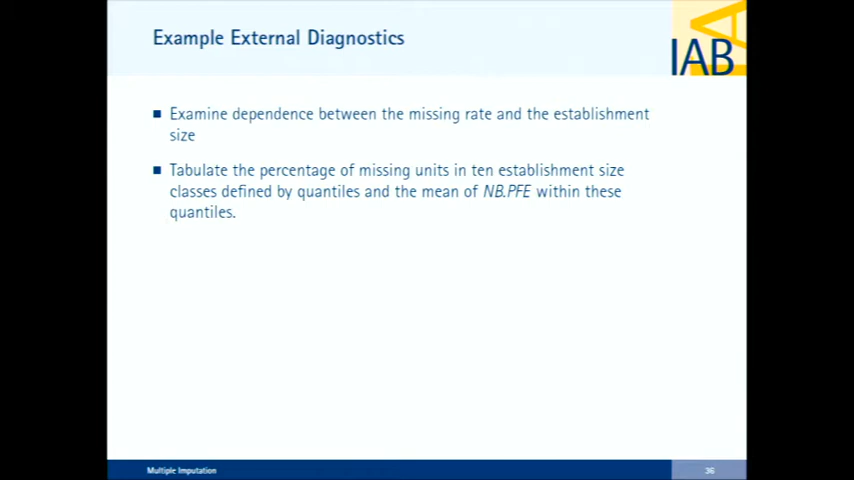 Example External Diagnostics
IAB
Examine dependence between the missing rate and the establishment
size
Tabulate the percentage of missing units in ten establishment size
classes defined by quantiles and the mean of NB.PFE within these
quantiles.
Multiple Imputation
36